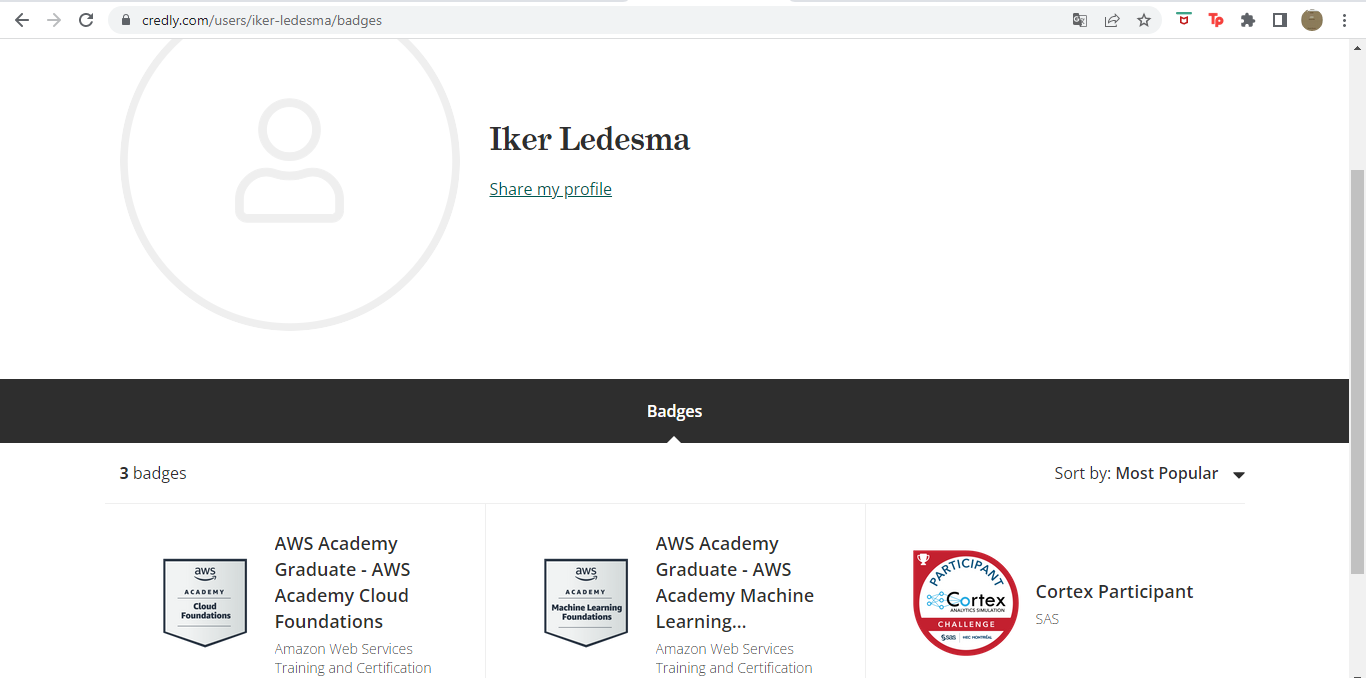 credly.com/users/iker-ledesma/badges
Iker Ledesma
Share my profile
Badges
3 badges
Sort by: Most Popular
aws
ACADEMY
Cloud
Foundations
AWS Academy
Graduate - AWS
Academy Cloud
Foundations
Amazon Web Services
Training and Certification
aws
ACADEMY
Machine Learning
Foundations
AWS Academy
Graduate - AWS
Academy Machine
Learning...
Amazon Web Services
Training and Certification
PARTICIPANT
Cortex
ANALYTICS SIMULATION
CHALLENGE
sas HEC MONTRÉAL
Cortex Participant
SAS